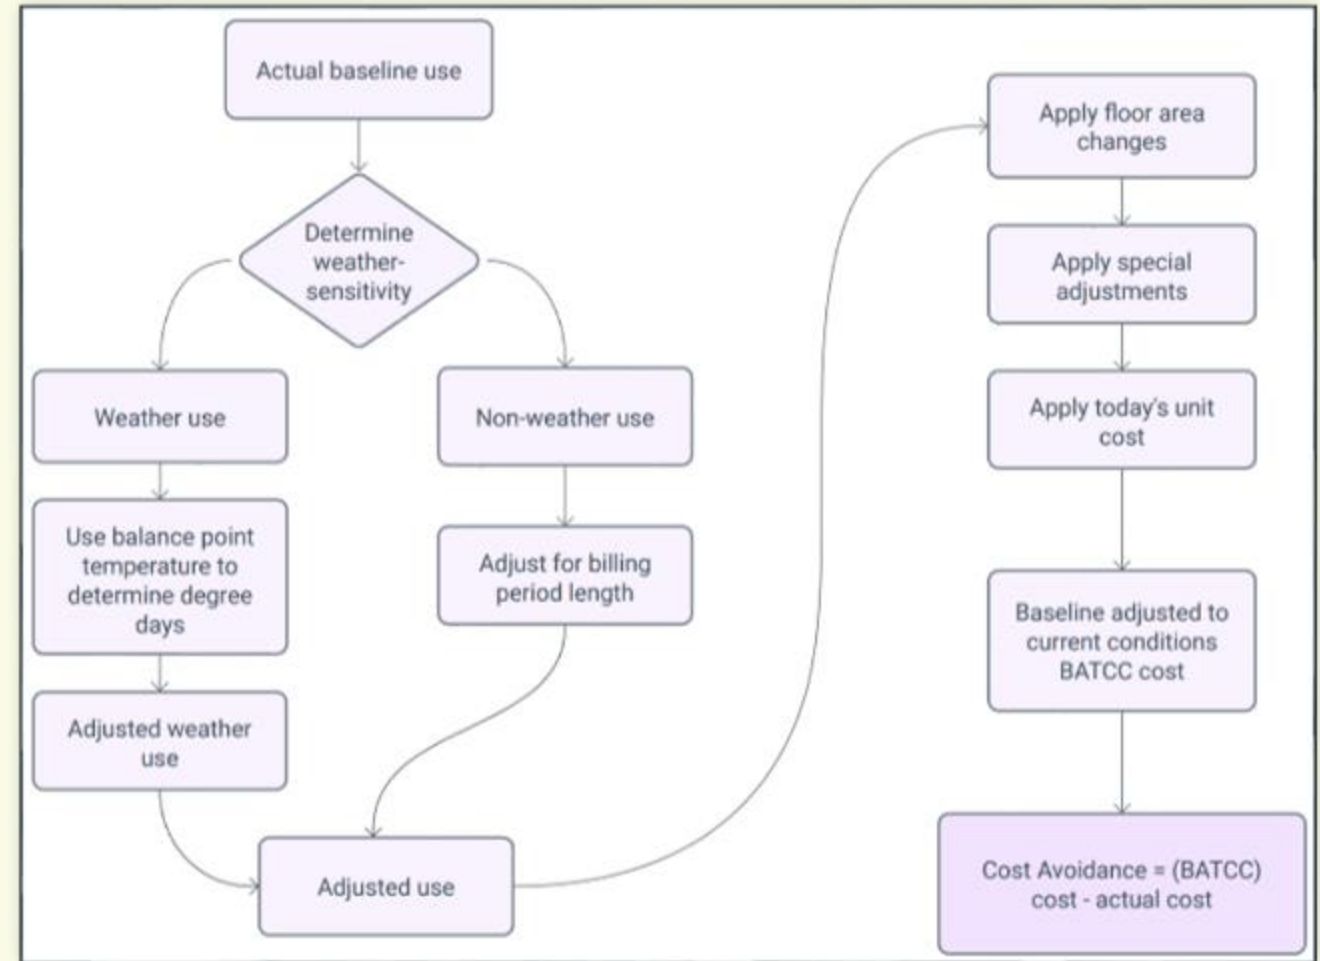 Actual baseline use
Determine
weather-
sensitivity
Weather use
Use balance point
temperature to
determine degree
days
Adjusted weather
use
Non-weather use
Adjust for billing
period length
Adjusted use
Apply floor area
changes
Apply special
adjustments
Apply today's unit
cost
Baseline adjusted to
current conditions
BATCC cost
Cost Avoidance = (BATCC)
cost - actual cost